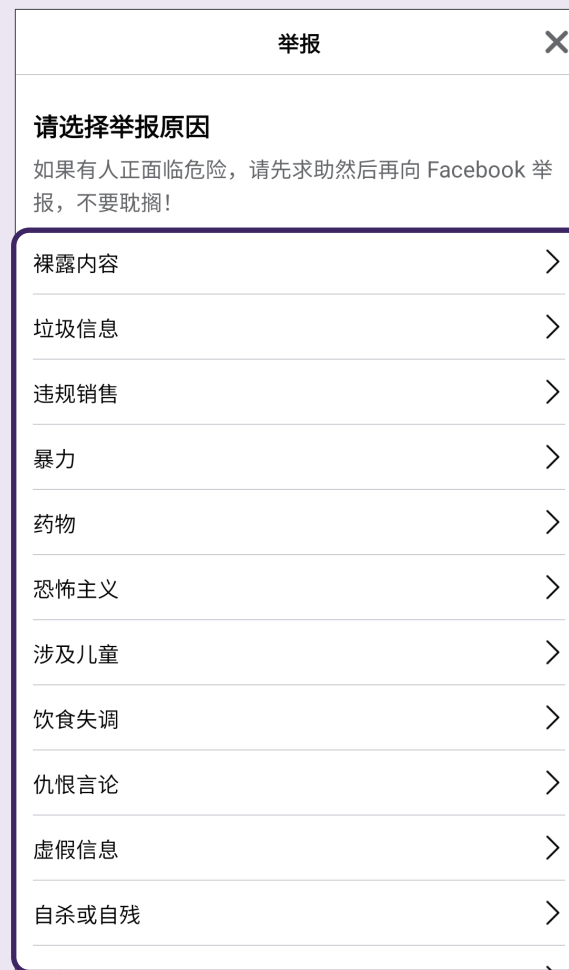 举报
请选择举报原因
如果有人正面临危险，请先求助然后再向 Facebook 举
报，不要耽搁！
裸露内容
垃圾信息
违规销售
暴力
药物
恐怖主义
涉及儿童
饮食失调
仇恨言论
虚假信息
自杀或自残